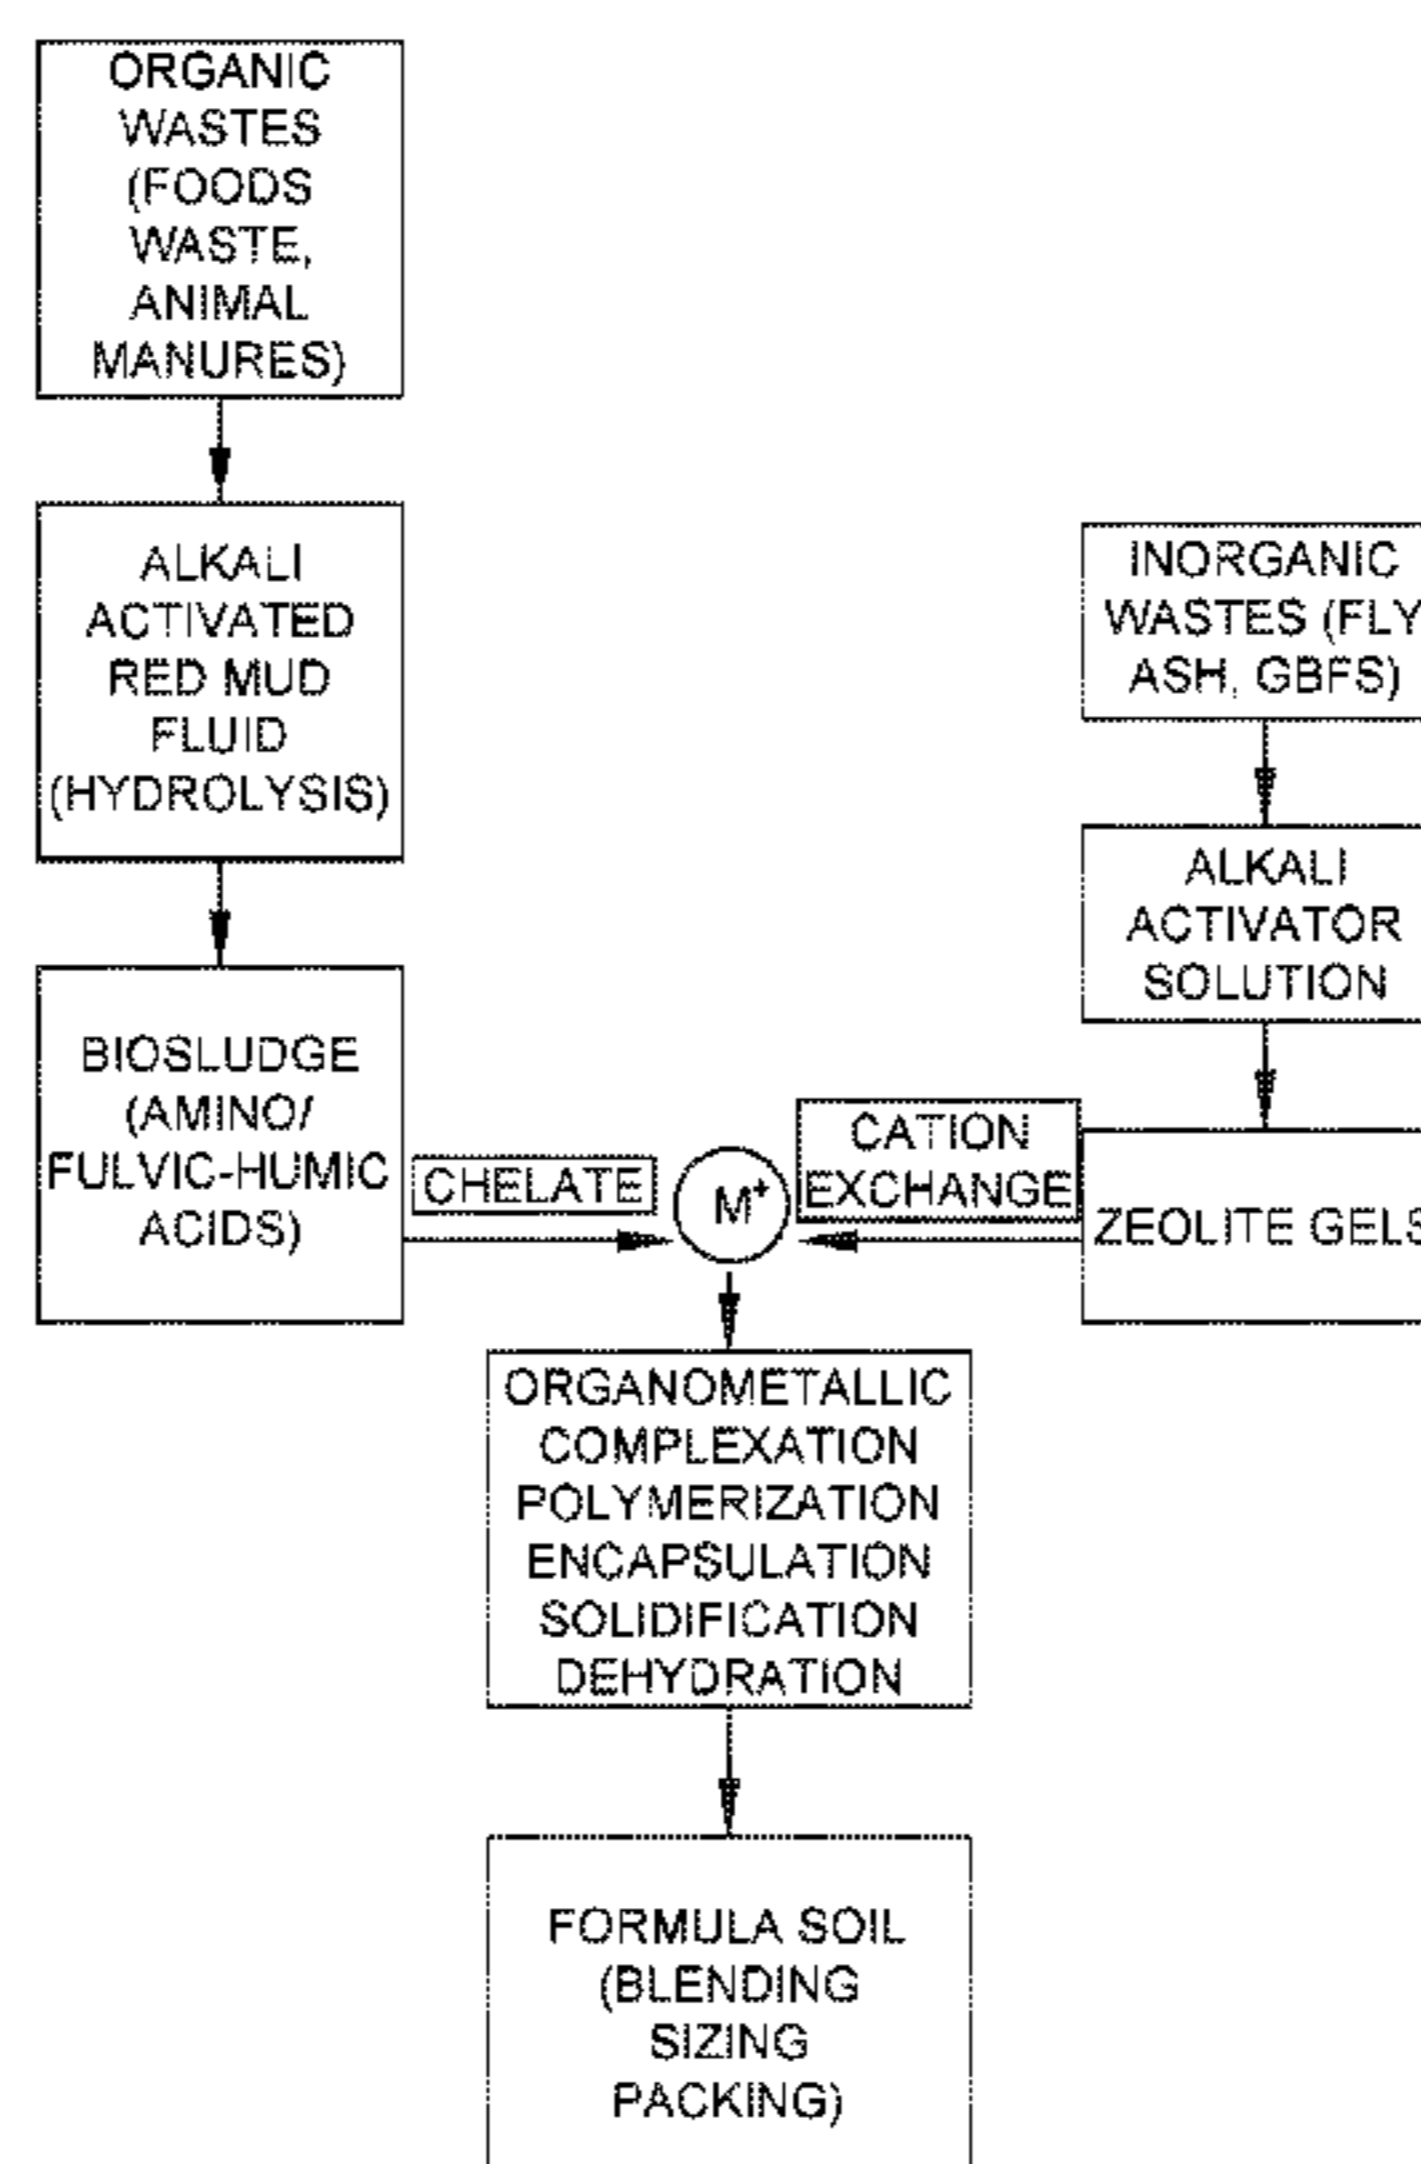 ORGANIC
WASTES
(FOODS
WASTE,
ANIMAL
MANURES)
ALKALI
ACTIVATED
RED MUD
FLUID
(HYDROLYSIS)
BIOSLUDGE
(AMINO/
FULVIC-HUMIC
ACIDS)
CHELATE
M+
CATION
EXCHANGE
INORGANIC
WASTES (FLY
ASH, GBFS)
ALKALI
ACTIVATOR
SOLUTION
ZEOLITE GELS
ORGANOMETALLIC
COMPLEXATION
POLYMERIZATION
ENCAPSULATION
SOLIDIFICATION
DEHYDRATION
FORMULA SOIL
(BLENDING
SIZING
PACKING)